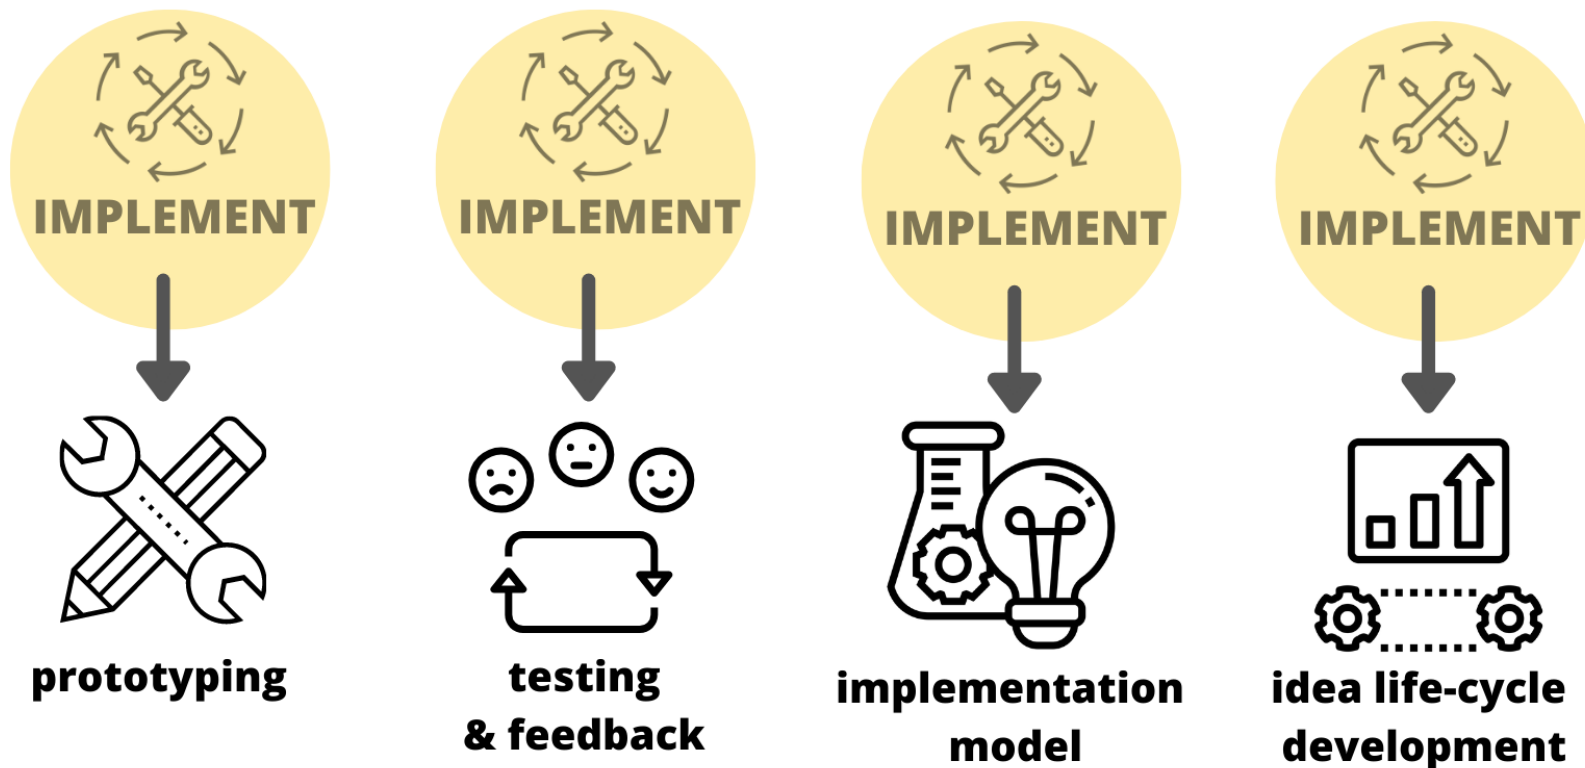 IMPLEMENT
prototyping
IMPLEMENT
testing
& feedback
IMPLEMENT
implementation
model
IMPLEMENT
idea life-cycle
development